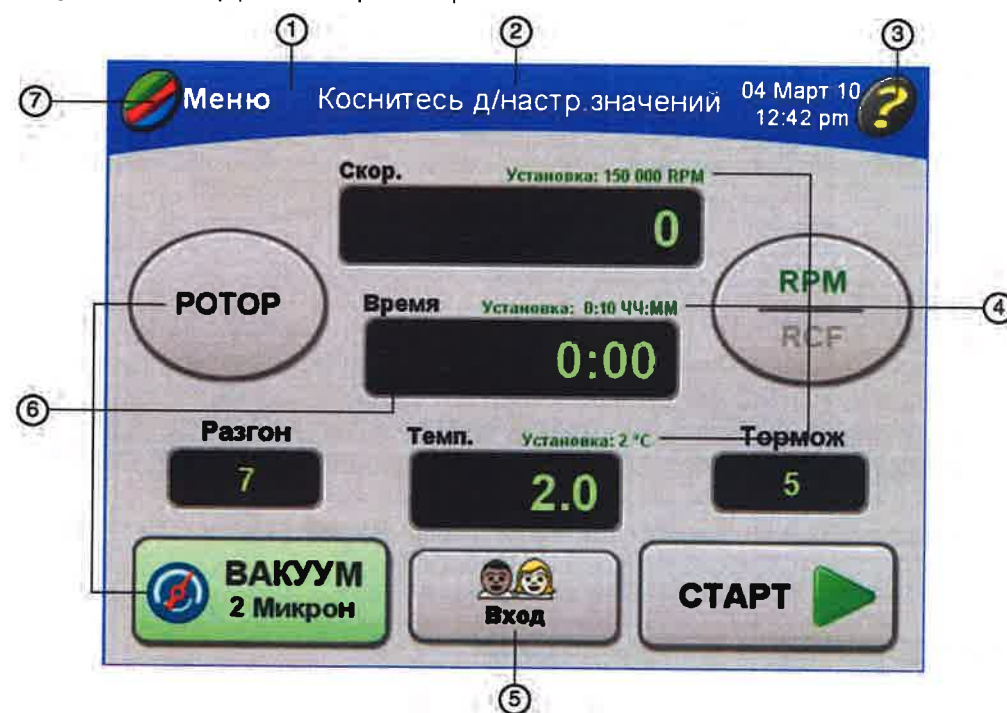 1
2
3
7
Меню
Коснитесь д/настр.значений
04 Март 10
12:42 pm
?
Скор.
Установка: 150 000 RPM
0
РОТОР
RPM
RCF
Время
Установка: 0:10 ЧЧ:ММ
4
0:00
6
Разгон
7
Темп.
Установка: 2 °C
2.0
Тормож
5
ВАКУУМ
2 Микрон
Вход
СТАРТ
5